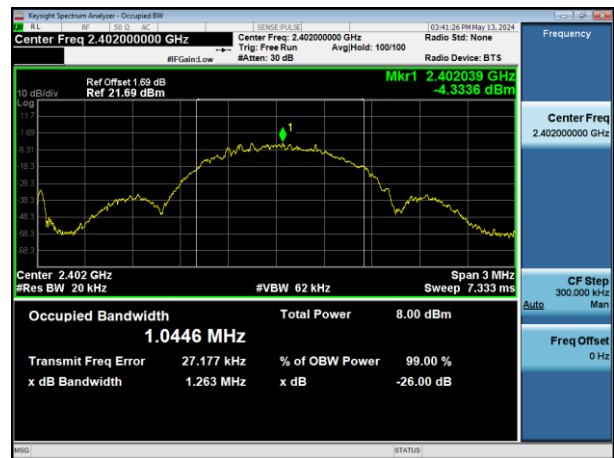 Keysight Spectrum Analyzer - Occupied BW
RL RF 50 Ω AC SENSE:PULSE 03:41:26 PM May 13, 2024
Center Freq 2.402000000 GHz
Center Freq: 2.402000000 GHz
Radio Std: None
Trig: Free Run Avg|Hold: 100/100
#IFGain:Low
#Atten: 30 dB
Radio Device: BTS
Ref Offset 1.69 dB
Mkr1 2.402039 GHz
10 dB/div Ref 21.69 dBm
-4.3336 dBm
Log
11.7
1.69
-8.31
-18.3
-28.3
-38.3
-48.3
-58.3
-68.3
1
Center 2.402 GHz
Span 3 MHz
#Res BW 20 kHz
#VBW 62 kHz
Sweep 7.333 ms
Occupied Bandwidth
Total Power 8.00 dBm
1.0446 MHz
Transmit Freq Error 27.177 kHz
% of OBW Power 99.00 %
x dB Bandwidth 1.263 MHz
x dB -26.00 dB
MSG
STATUS
Frequency
Center Freq
2.402000000 GHz
CF Step
300.000 kHz
Auto Man
Freq Offset
0 Hz